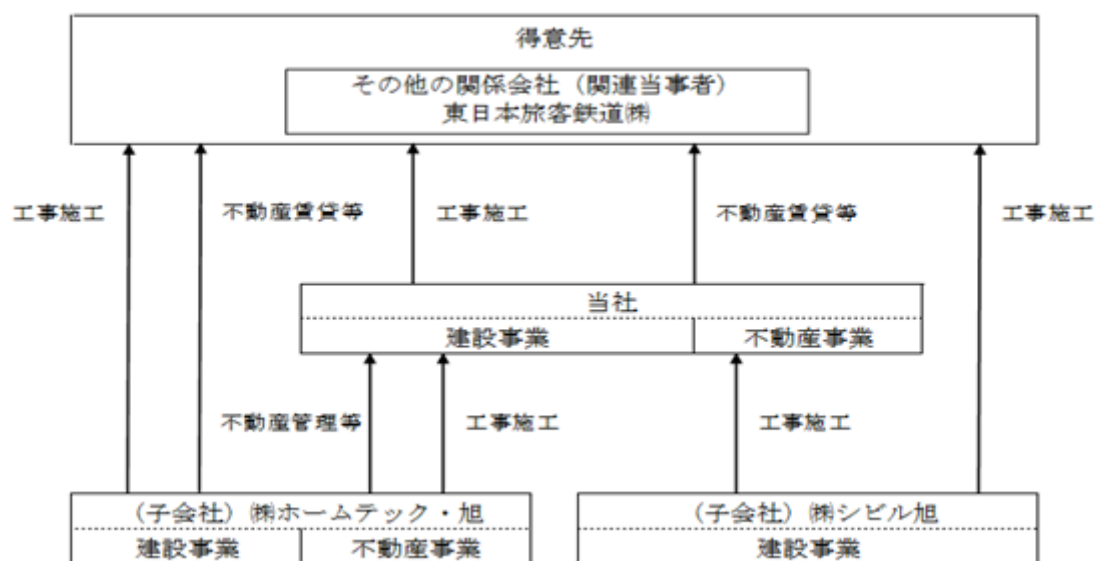 得意先
その他の関係会社(関連当事者)
東日本旅客鉄道㈱
工事施工
不動産賃貸等
工事施工
不動産賃貸等
工事施工
当社
建設事業
不動産事業
不動産管理等
工事施工
工事施工
(子会社)㈱ホームテック・旭
建設事業
不動産事業
(子会社)㈱シビル旭
建設事業